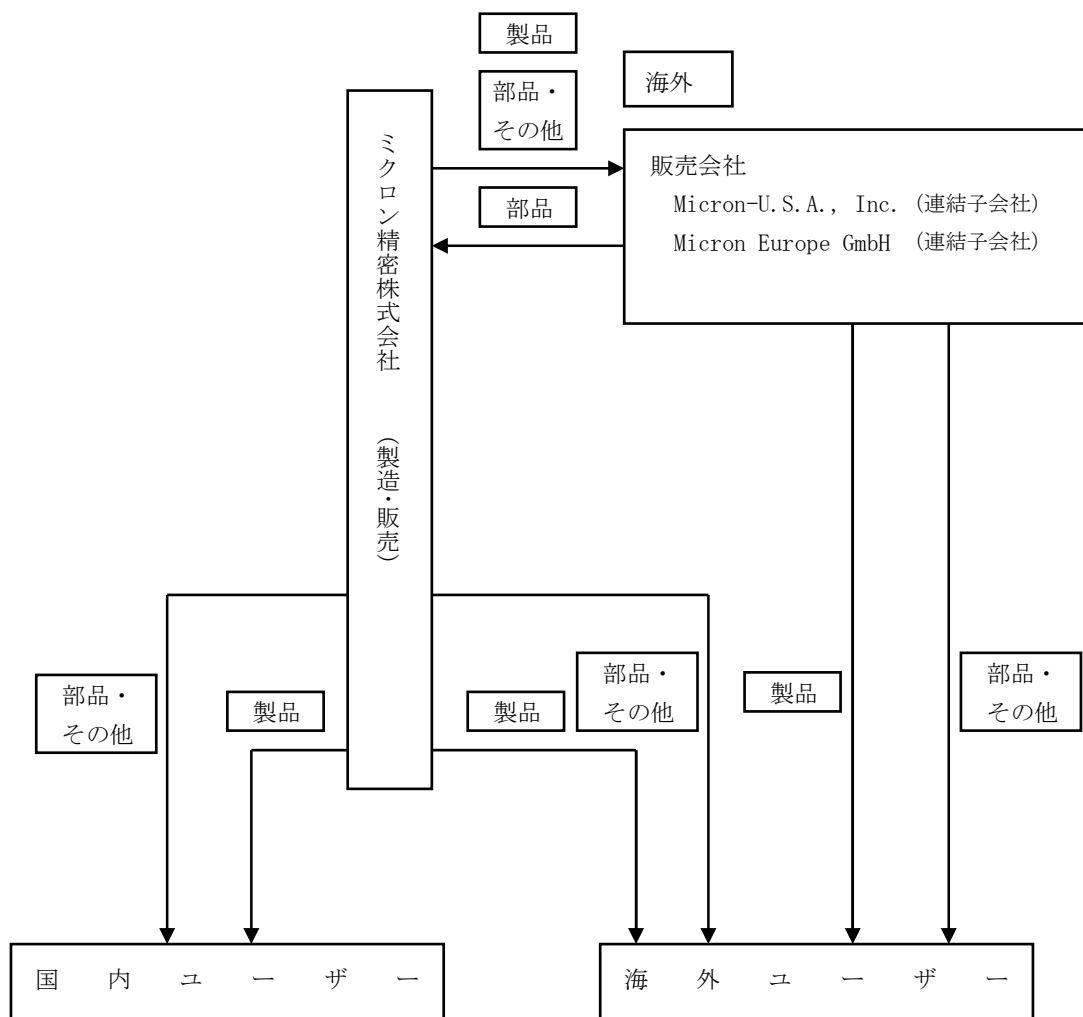 製品
海外
部品・
その他
ミクロン精密株式会社 (製造・販売)
販売会社
Micron-U.S.A., Inc. (連結子会社)
Micron Europe GmbH (連結子会社)
部品
部品・
その他
製品
製品
部品・
その他
製品
部品・
その他
国内ユーザー
海外ユーザー